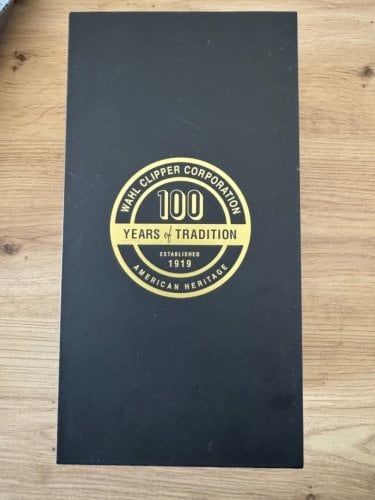 WAHL CLIPPER CORPORATION
100
YEARS of TRADITION
ESTABLISHED
1919
AMERICAN HERITAGE